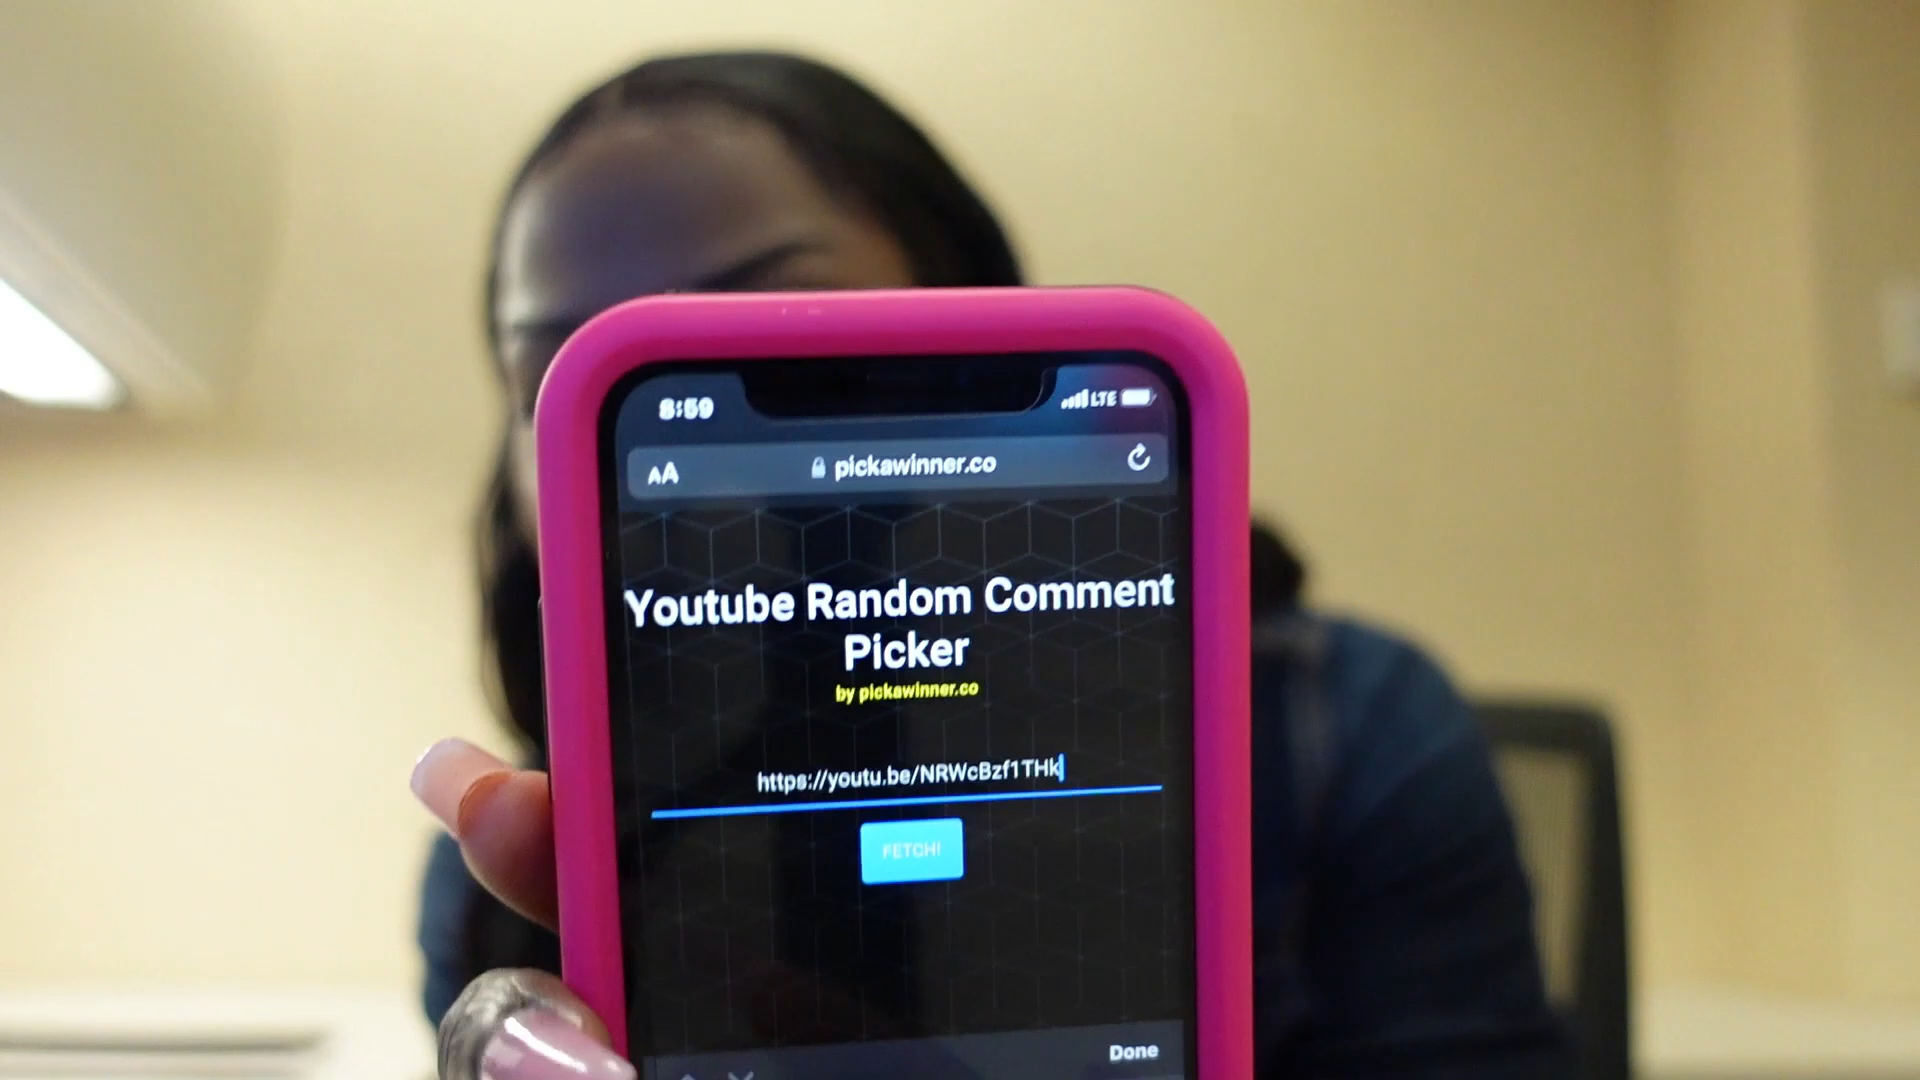 8:59
LTE
AA
pickawinner.co
Youtube Random Comment
Picker
by pickawinner.co
https://youtu.be/NRWcBzf1THk
FETCH!
Done